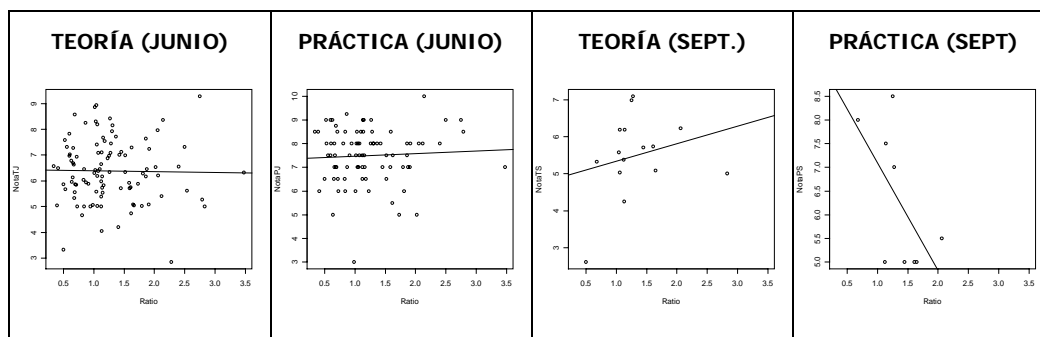 TEORÍA (JUNIO)
PRÁCTICA (JUNIO)
TEORÍA (SEPT.)
PRÁCTICA (SEPT)
NotaTJ
3 4 5 6 7 8 9
0.5 1.0 1.5 2.0 2.5 3.0 3.5
Ratio
NotaPJ
3 4 5 6 7 8 9 10
0.5 1.0 1.5 2.0 2.5 3.0 3.5
Ratio
NotaTS
3 4 5 6 7
0.5 1.0 1.5 2.0 2.5 3.0 3.5
Ratio
NotaPS
5.0 5.5 6.0 6.5 7.0 7.5 8.0 8.5
0.5 1.0 1.5 2.0 2.5 3.0 3.5
Ratio